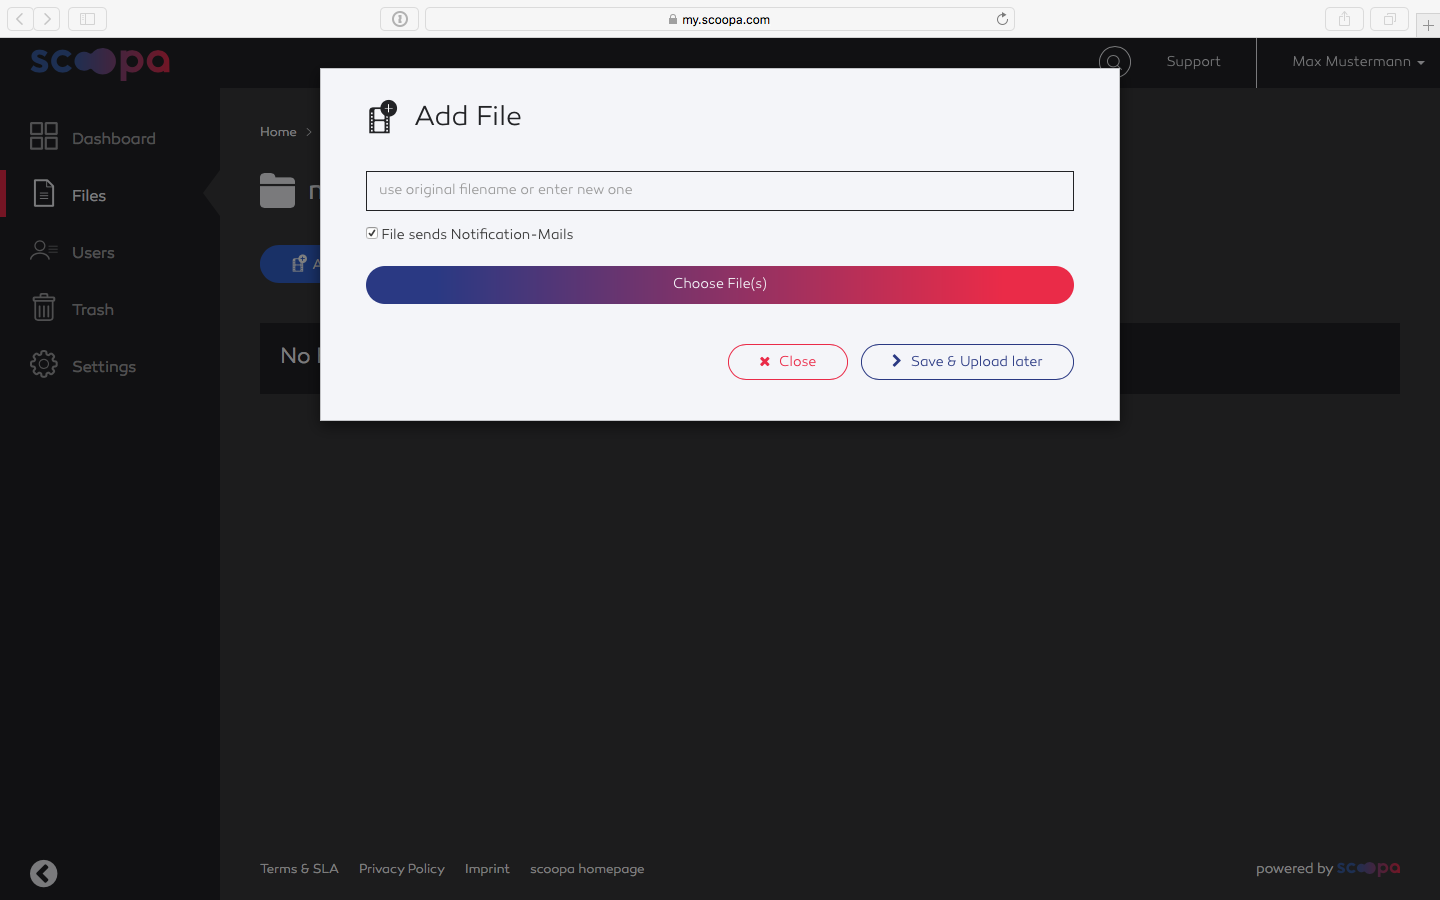 my.scoopa.com
scoopa
Support
Max Mustermann
Dashboard
Files
Users
Trash
Settings
Home >
Add File
use original filename or enter new one
File sends Notification-Mails
Choose File(s)
Close
Save & Upload later
No
Terms & SLA
Privacy Policy
Imprint
scoopa homepage
powered by scoopa